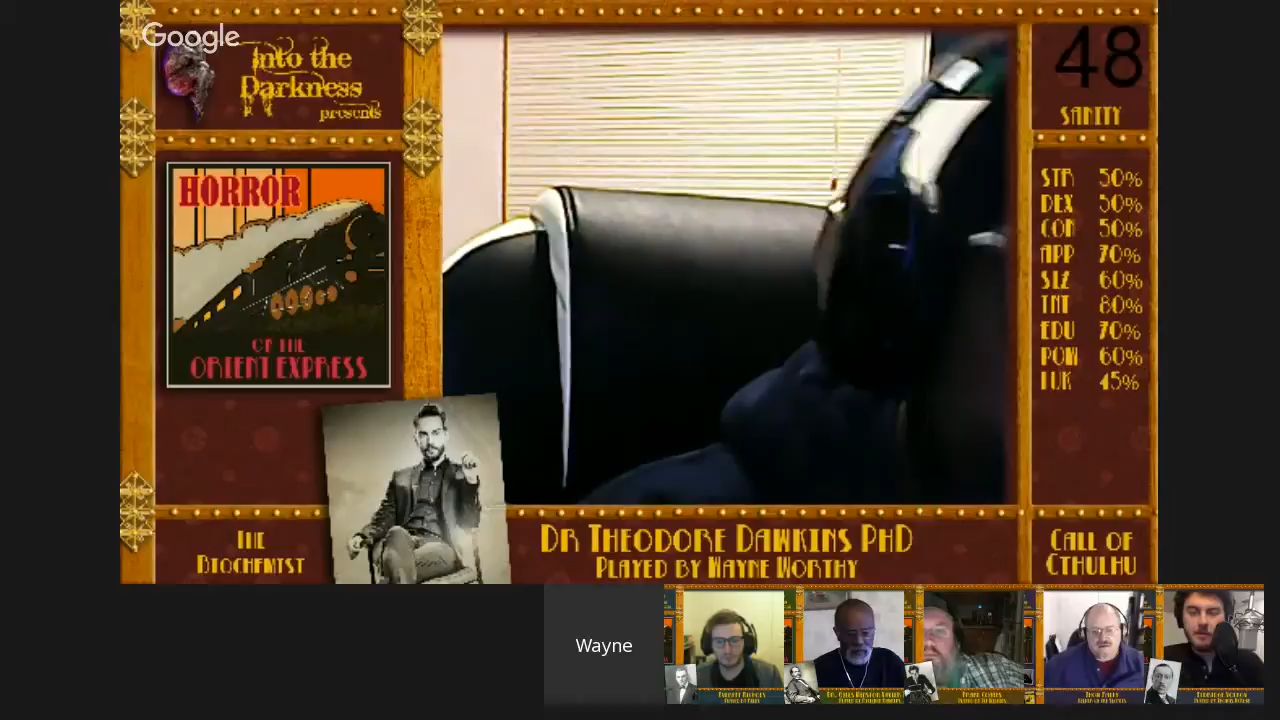 Google
Into the
Darkness
presents
HORROR
ON THE
ORIENT EXPRESS
48
SANITY
STR 50%
DEX 50%
CON 50%
APP 70%
SIZ 60%
INT 80%
EDU 70%
POW 60%
LUK 45%
THE
BIOCHEMIST
DR THEODORE DAWKINS PHD
PLAYED BY WAYNE WORTHY
CALL OF
CTHULHU
Wayne